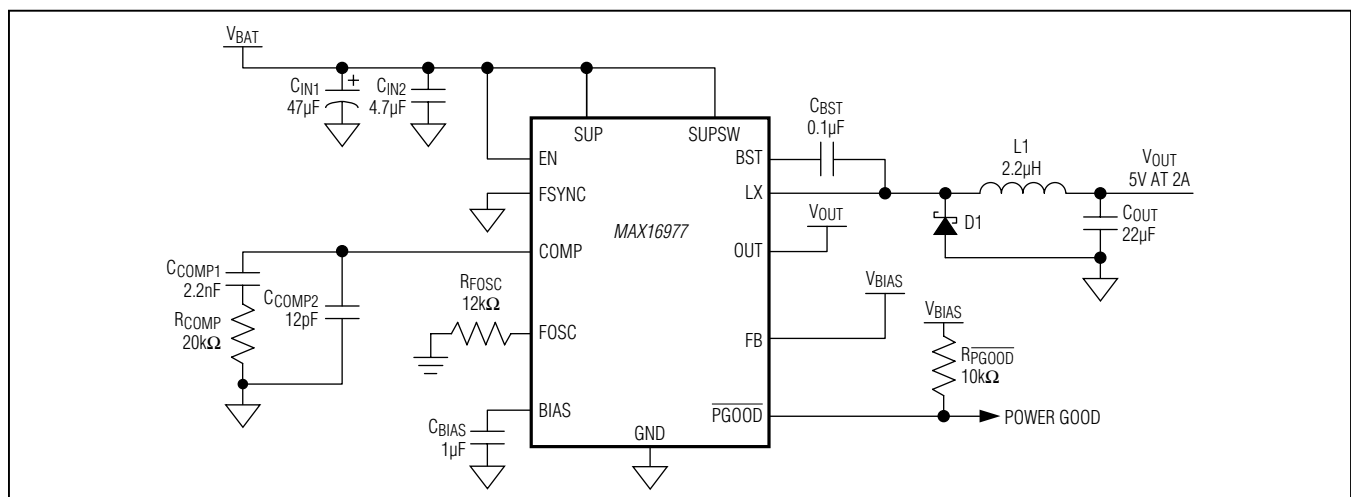 VBAT
CIN1
47µF
+
CIN2
4.7µF
SUP
SUPSW
EN
FSYNC
COMP
FOSC
BIAS
GND
MAX16977
BST
LX
OUT
FB
PGOOD
CBST
0.1µF
L1
2.2µH
VOUT
5V AT 2A
D1
COUT
22µF
VOUT
VBIAS
VBIAS
RPGOOD
10kΩ
POWER GOOD
CCOMP1
2.2nF
RCOMP
20kΩ
CCOMP2
12pF
RFOSC
12kΩ
CBIAS
1µF